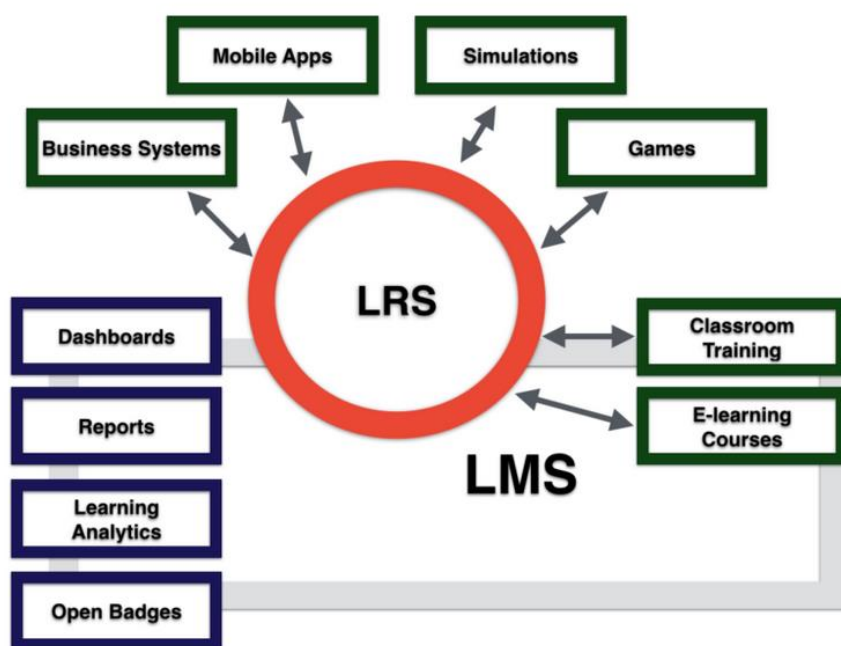 Mobile Apps
Simulations
Business Systems
Games
LRS
Dashboards
Classroom
Training
Reports
E-learning
Courses
LMS
Learning
Analytics
Open Badges